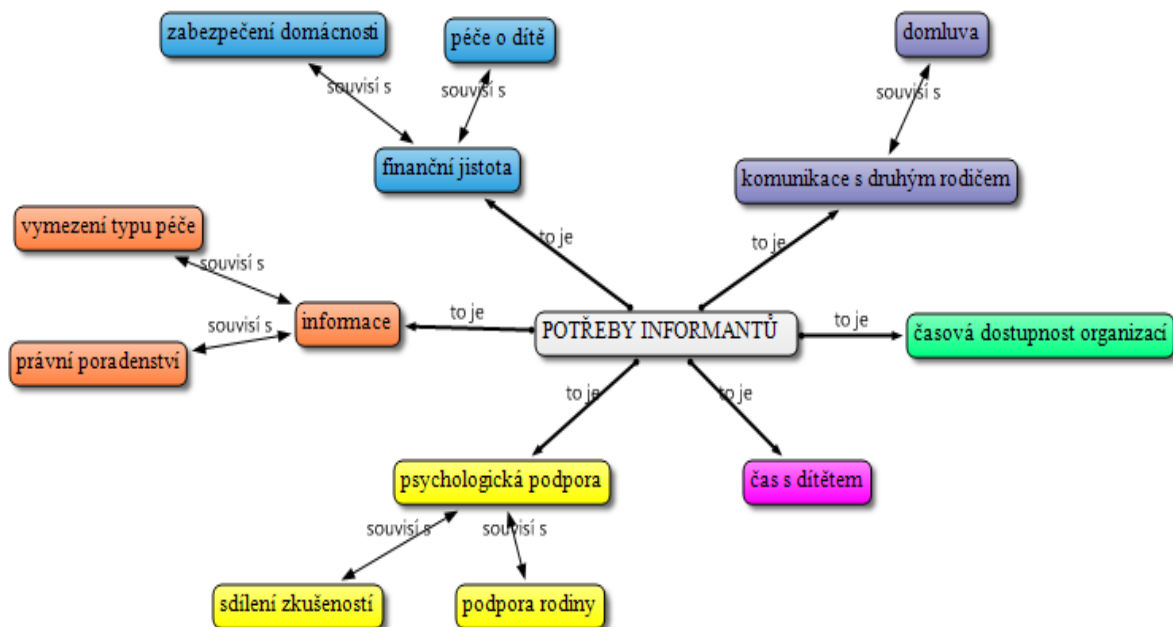 zabezpečení domácnosti
péče o dítě
domluva
souvisí s
souvisí s
souvisí s
finanční jistota
komunikace s druhým rodičem
vymezení typu péče
to je
to je
souvisí s
informace
to je
POTŘEBY INFORMANTŮ
to je
časová dostupnost organizací
souvisí s
právní poradenství
to je
to je
psychologická podpora
čas s dítětem
souvisí s
souvisí s
sdílení zkušeností
podpora rodiny